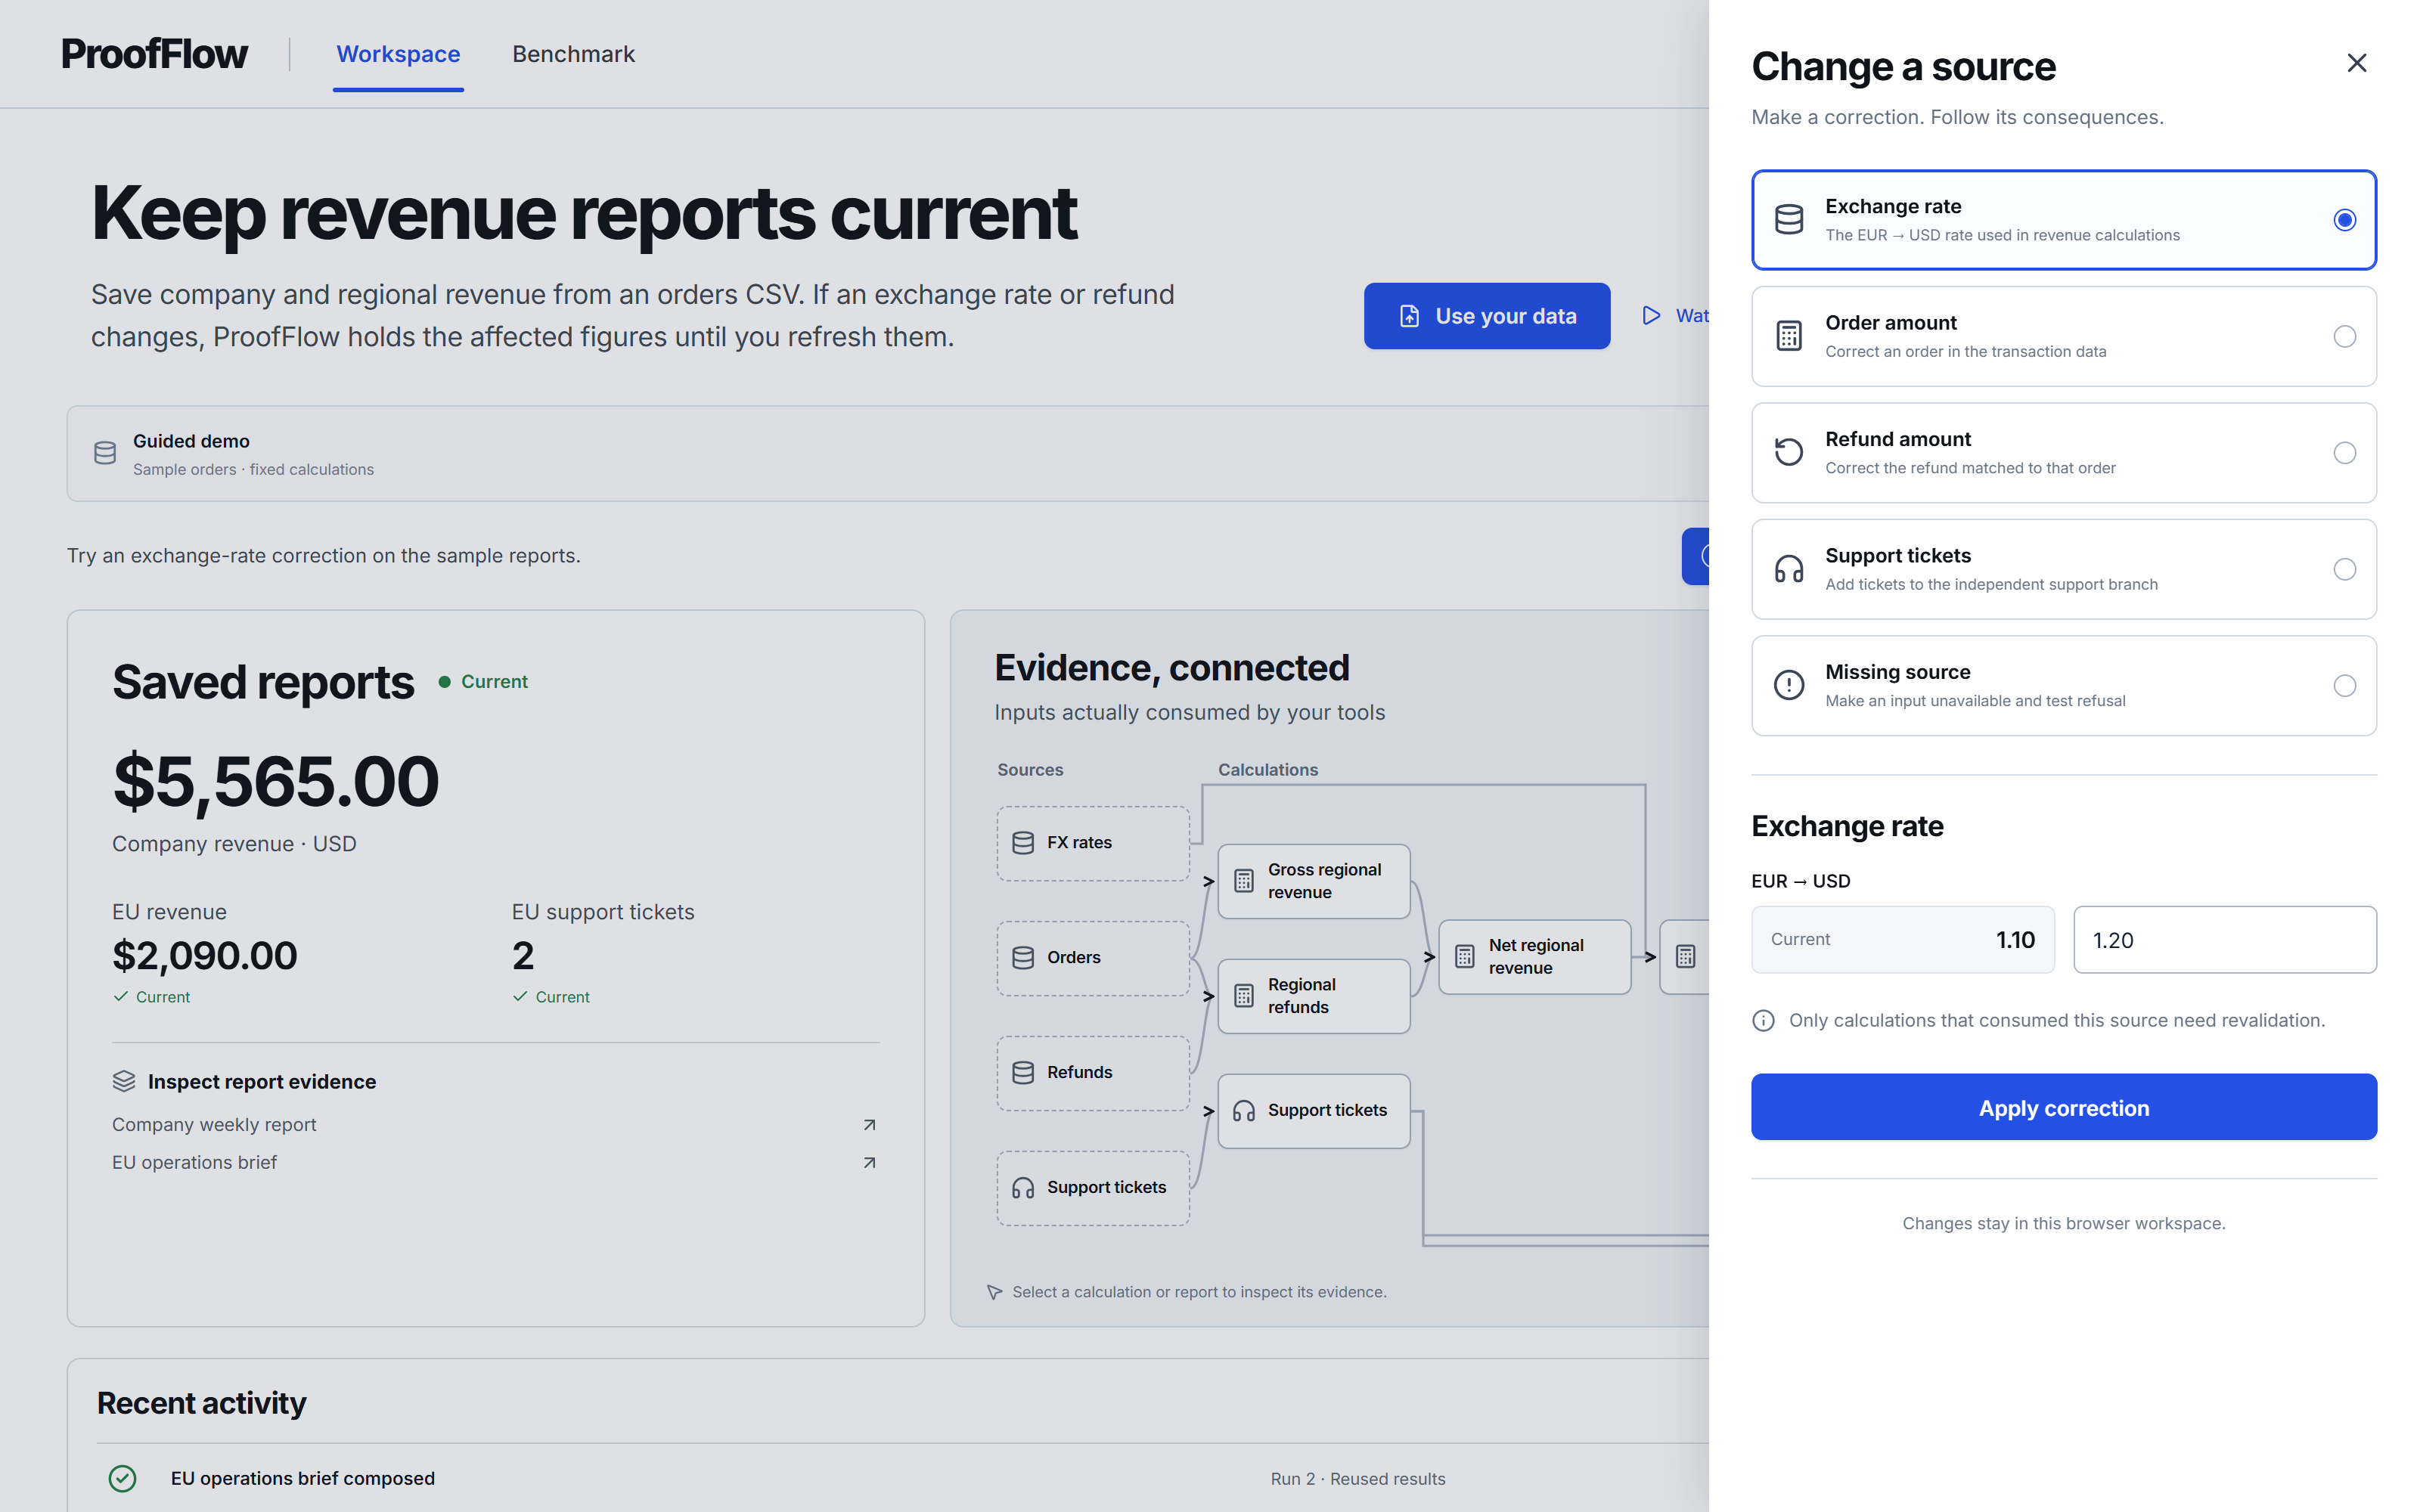 ProofFlow
Workspace
Benchmark
Keep revenue reports current
Save company and regional revenue from an orders CSV. If an exchange rate or refund
changes, ProofFlow holds the affected figures until you refresh them.
Use your data
Wat
Guided demo
Sample orders · fixed calculations
Try an exchange-rate correction on the sample reports.
Saved reports
Current
$5,565.00
Company revenue · USD
EU revenue
$2,090.00
Current
EU support tickets
2
Current
Inspect report evidence
Company weekly report
EU operations brief
Evidence, connected
Inputs actually consumed by your tools
Sources
Calculations
FX rates
Orders
Refunds
Support tickets
Gross regional
revenue
Regional
refunds
Support tickets
Net regional
revenue
Select a calculation or report to inspect its evidence.
Recent activity
EU operations brief composed
Run 2 · Reused results
Change a source
Make a correction. Follow its consequences.
Exchange rate
The EUR → USD rate used in revenue calculations
Order amount
Correct an order in the transaction data
Refund amount
Correct the refund matched to that order
Support tickets
Add tickets to the independent support branch
Missing source
Make an input unavailable and test refusal
Exchange rate
EUR → USD
Current 1.10
1.20
Only calculations that consumed this source need revalidation.
Apply correction
Changes stay in this browser workspace.